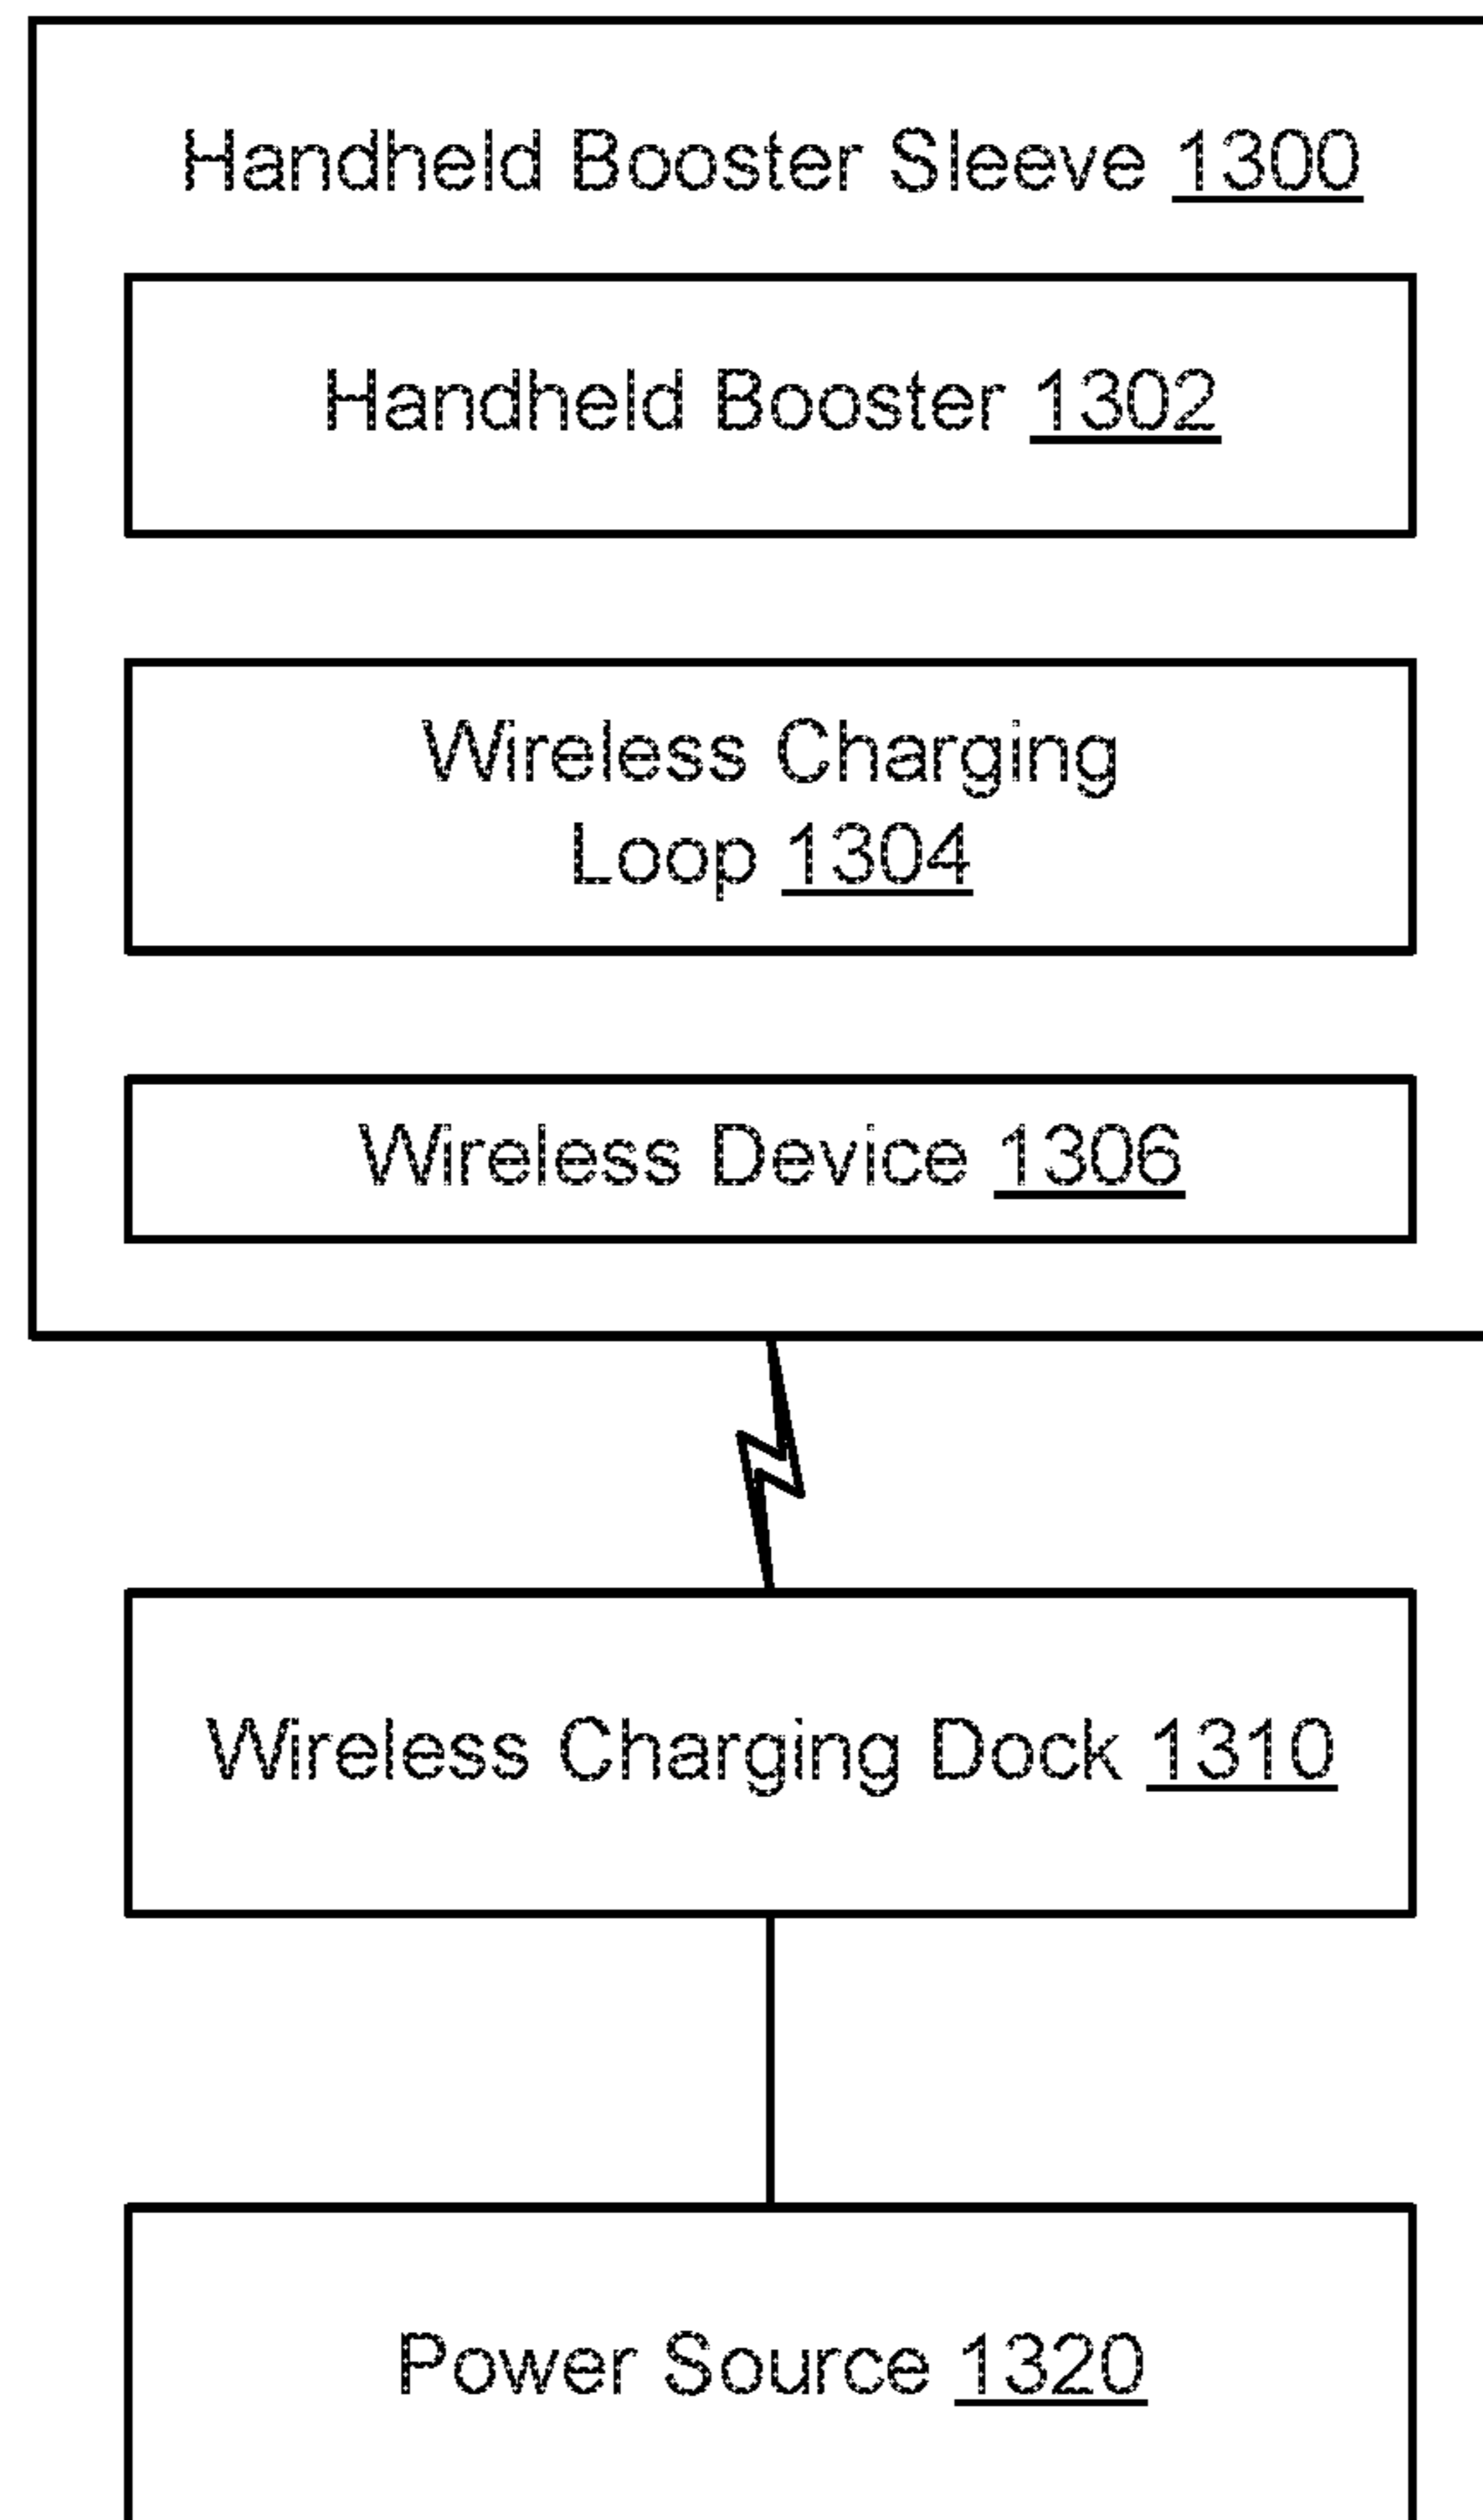 Handheld Booster Sleeve 1300
Handheld Booster 1302
Wireless Charging
Loop 1304
Wireless Device 1306
Wireless Charging Dock 1310
Power Source 1320